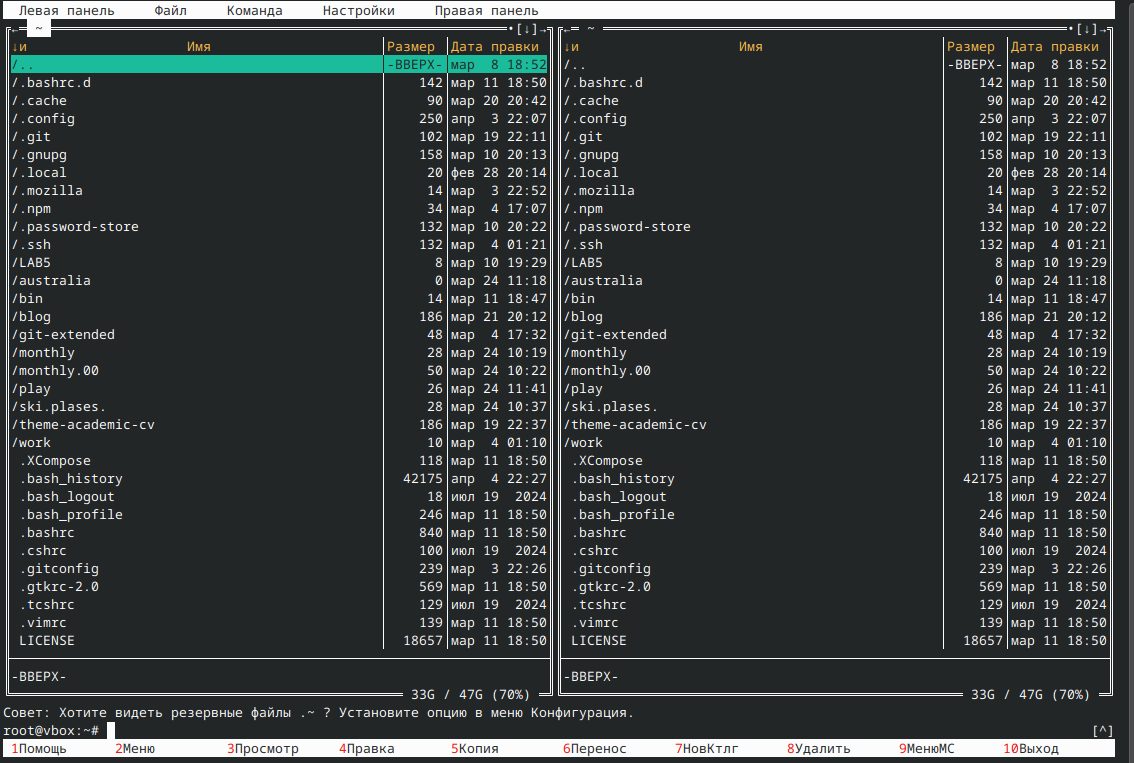 Левая панель Файл Команда Настройки Правая панель
← ~ •[↓]→ ←= ~ •[↓]→
↓и Имя Размер Дата правки ↓и Имя Размер Дата правки
/.. -ВВЕРХ- мар 8 18:52 /.. -ВВЕРХ- мар 8 18:52
/.bashrc.d 142 мар 11 18:50 /.bashrc.d 142 мар 11 18:50
/.cache 90 мар 20 20:42 /.cache 90 мар 20 20:42
/.config 250 апр 3 22:07 /.config 250 апр 3 22:07
/.git 102 мар 19 22:11 /.git 102 мар 19 22:11
/.gnupg 158 мар 10 20:13 /.gnupg 158 мар 10 20:13
/.local 20 фев 28 20:14 /.local 20 фев 28 20:14
/.mozilla 14 мар 3 22:52 /.mozilla 14 мар 3 22:52
/.npm 34 мар 4 17:07 /.npm 34 мар 4 17:07
/.password-store 132 мар 10 20:22 /.password-store 132 мар 10 20:22
/.ssh 132 мар 4 01:21 /.ssh 132 мар 4 01:21
/LAB5 8 мар 10 19:29 /LAB5 8 мар 10 19:29
/australia 0 мар 24 11:18 /australia 0 мар 24 11:18
/bin 14 мар 11 18:47 /bin 14 мар 11 18:47
/blog 186 мар 21 20:12 /blog 186 мар 21 20:12
/git-extended 48 мар 4 17:32 /git-extended 48 мар 4 17:32
/monthly 28 мар 24 10:19 /monthly 28 мар 24 10:19
/monthly.00 50 мар 24 10:22 /monthly.00 50 мар 24 10:22
/play 26 мар 24 11:41 /play 26 мар 24 11:41
/ski.plases. 28 мар 24 10:37 /ski.plases. 28 мар 24 10:37
/theme-academic-cv 186 мар 19 22:37 /theme-academic-cv 186 мар 19 22:37
/work 10 мар 4 01:10 /work 10 мар 4 01:10
.XCompose 118 мар 11 18:50 .XCompose 118 мар 11 18:50
.bash_history 42175 апр 4 22:27 .bash_history 42175 апр 4 22:27
.bash_logout 18 июл 19 2024 .bash_logout 18 июл 19 2024
.bash_profile 246 мар 11 18:50 .bash_profile 246 мар 11 18:50
.bashrc 840 мар 11 18:50 .bashrc 840 мар 11 18:50
.cshrc 100 июл 19 2024 .cshrc 100 июл 19 2024
.gitconfig 239 мар 3 22:26 .gitconfig 239 мар 3 22:26
.gtkrc-2.0 569 мар 11 18:50 .gtkrc-2.0 569 мар 11 18:50
.tcshrc 129 июл 19 2024 .tcshrc 129 июл 19 2024
.vimrc 139 мар 11 18:50 .vimrc 139 мар 11 18:50
LICENSE 18657 мар 11 18:50 LICENSE 18657 мар 11 18:50
-ВВЕРХ- -ВВЕРХ-
33G / 47G (70%) 33G / 47G (70%)
Совет: Хотите видеть резервные файлы .~ ? Установите опцию в меню Конфигурация.
root@vbox:~# [^]
1Помощь 2Меню 3Просмотр 4Правка 5Копия 6Перенос 7НовКтлг 8Удалить 9МенюМС 10Выход